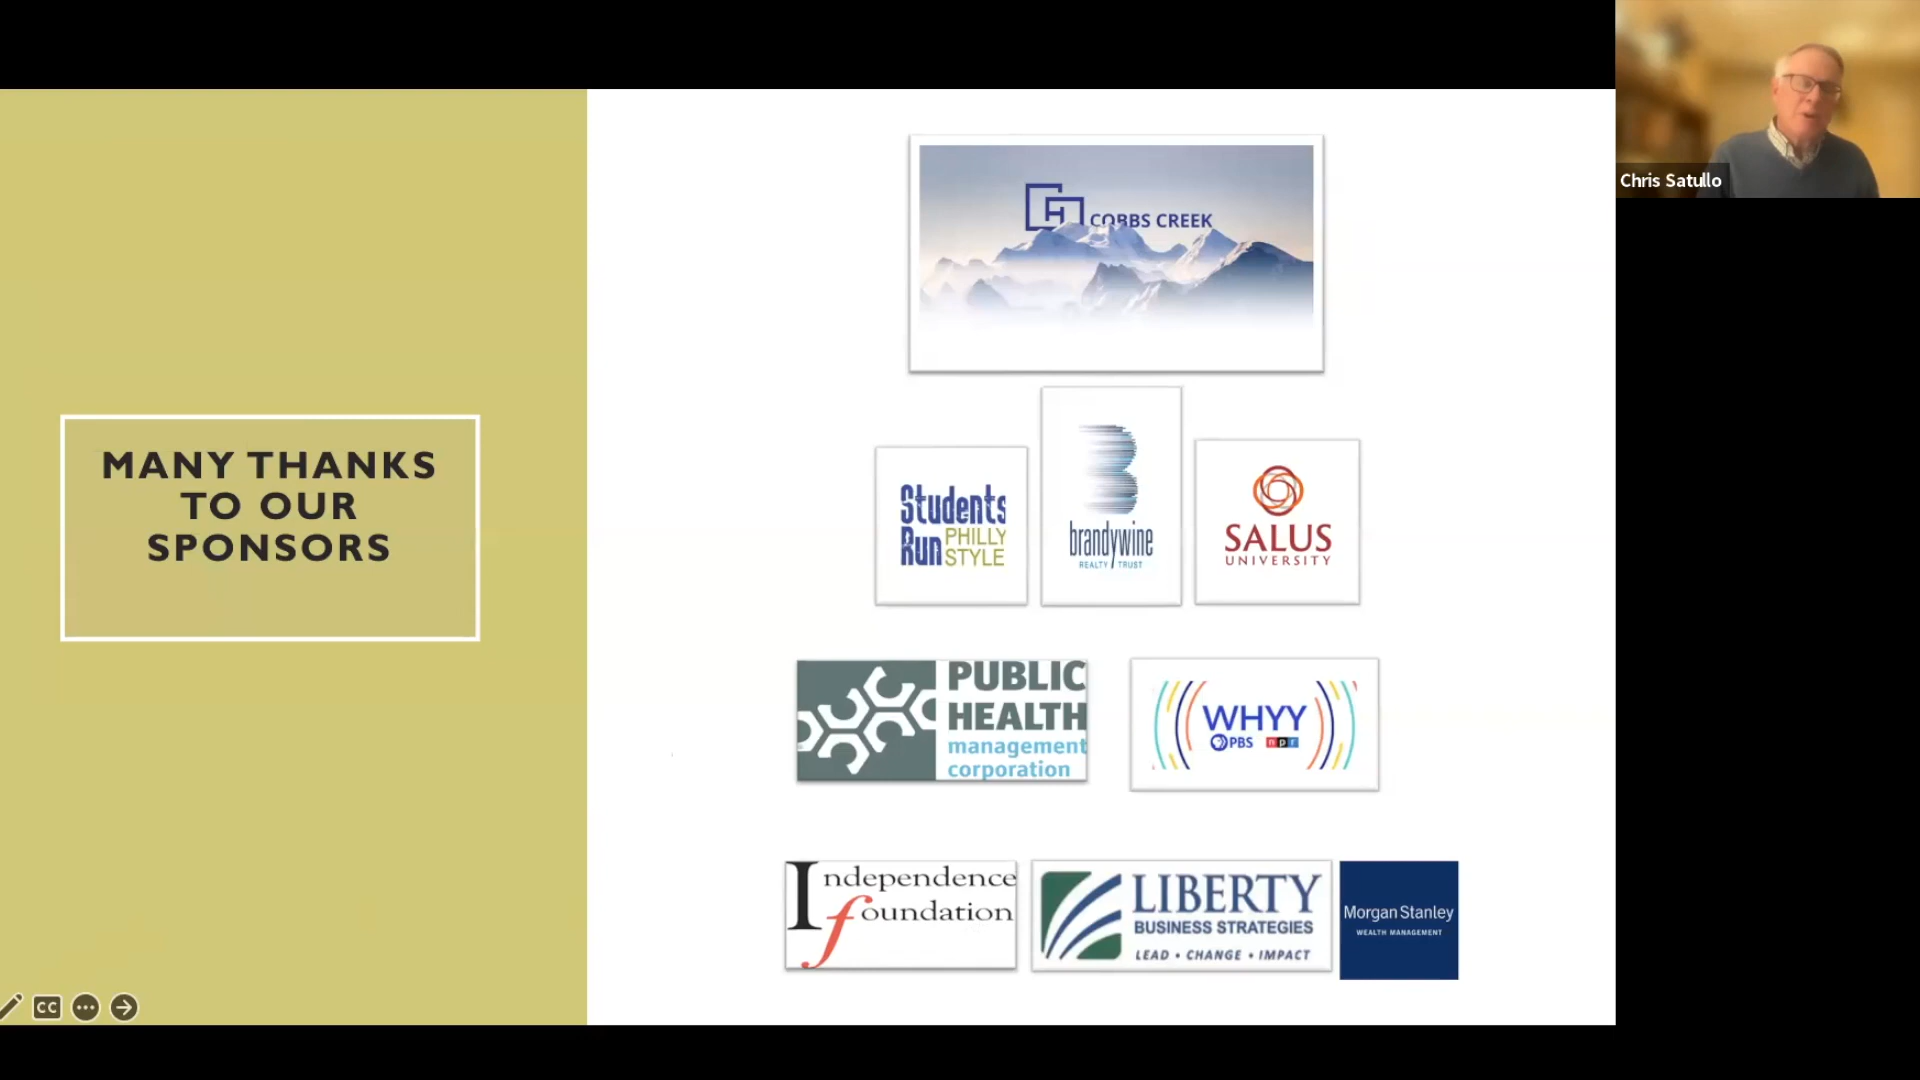 Chris Satullo
MANY THANKS
TO OUR
SPONSORS
COBBS CREEK
Students
Run PHILLY
STYLE
brandywine
REALTY TRUST
SALUS
UNIVERSITY
PUBLIC
HEALTH
management
corporation
WHYY
PBS npr
Independence
foundation
LIBERTY
BUSINESS STRATEGIES
LEAD • CHANGE • IMPACT
Morgan Stanley
WEALTH MANAGEMENT
CC